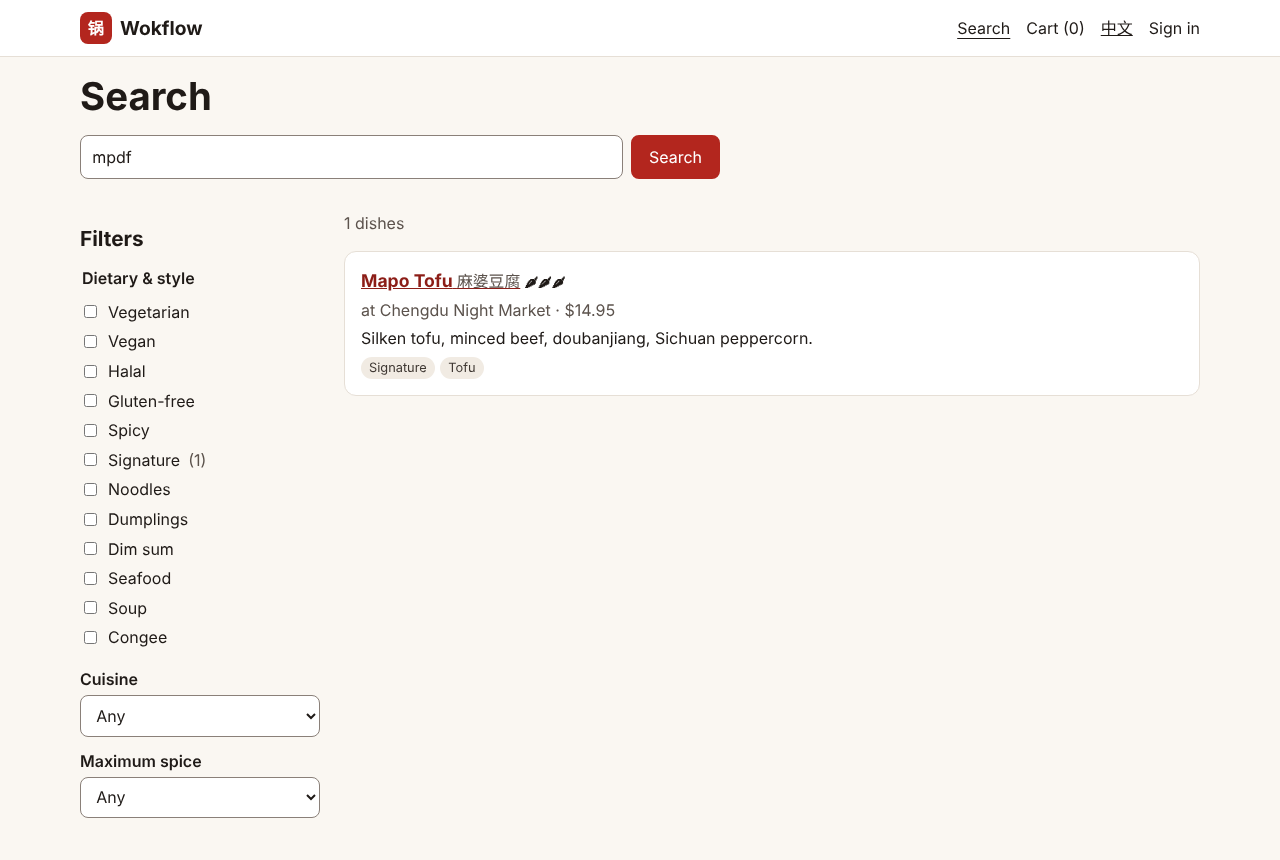 锅 Wokflow
Search Cart (0) 中文 Sign in
Search
mpdf
Search
Filters
Dietary & style
Vegetarian
Vegan
Halal
Gluten-free
Spicy
Signature (1)
Noodles
Dumplings
Dim sum
Seafood
Soup
Congee
Cuisine
Any
Maximum spice
Any
1 dishes
Mapo Tofu 麻婆豆腐 🌶🌶🌶
at Chengdu Night Market · $14.95
Silken tofu, minced beef, doubanjiang, Sichuan peppercorn.
Signature Tofu